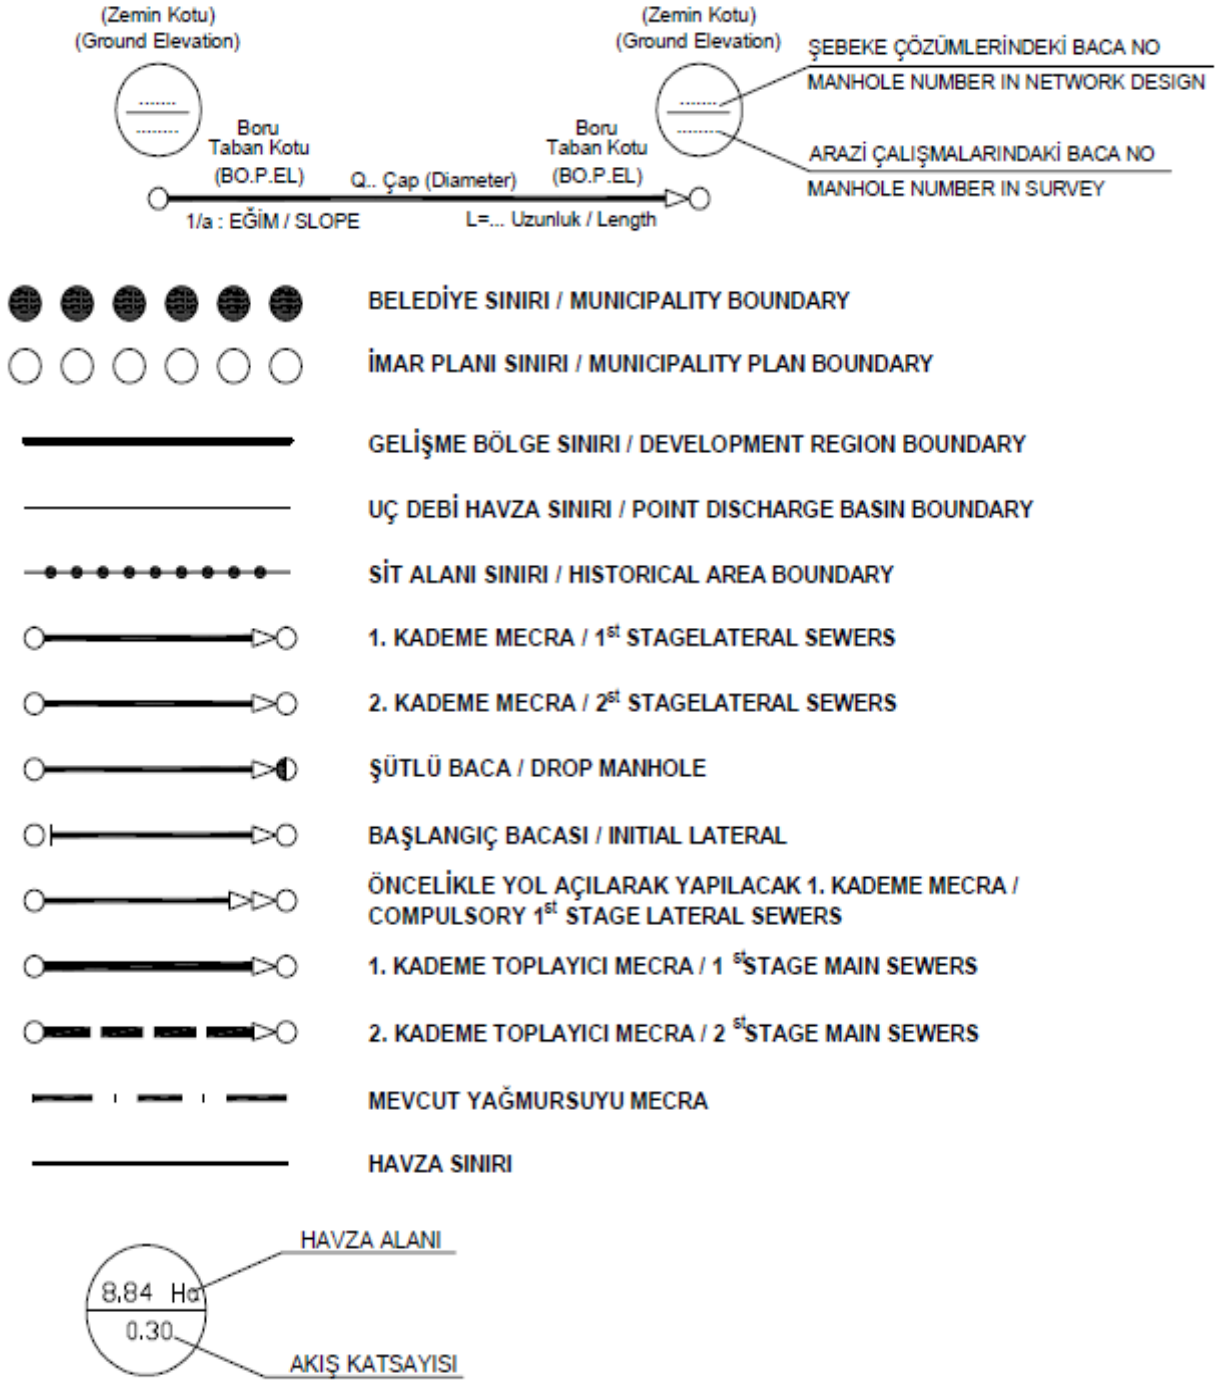 (Zemin Kotu)
(Ground Elevation)
(Zemin Kotu)
(Ground Elevation)
ŞEBEKE ÇÖZÜMLERİNDEKİ BACA NO
MANHOLE NUMBER IN NETWORK DESIGN
ARAZİ ÇALIŞMALARINDAKİ BACA NO
MANHOLE NUMBER IN SURVEY
Boru
Taban Kotu
(BO.P.EL)
Q.. Çap (Diameter)
Boru
Taban Kotu
(BO.P.EL)
1/a : EĞİM / SLOPE
L=... Uzunluk / Length
BELEDİYE SINIRI / MUNICIPALITY BOUNDARY
İMAR PLANI SINIRI / MUNICIPALITY PLAN BOUNDARY
GELİŞME BÖLGE SINIRI / DEVELOPMENT REGION BOUNDARY
UÇ DEBİ HAVZA SINIRI / POINT DISCHARGE BASIN BOUNDARY
SİT ALANI SINIRI / HISTORICAL AREA BOUNDARY
1. KADEME MECRA / 1st STAGELATERAL SEWERS
2. KADEME MECRA / 2st STAGELATERAL SEWERS
ŞÜTLÜ BACA / DROP MANHOLE
BAŞLANGIÇ BACASI / INITIAL LATERAL
ÖNCELİKLE YOL AÇILARAK YAPILACAK 1. KADEME MECRA /
COMPULSORY 1st STAGE LATERAL SEWERS
1. KADEME TOPLAYICI MECRA / 1 stSTAGE MAIN SEWERS
2. KADEME TOPLAYICI MECRA / 2 stSTAGE MAIN SEWERS
MEVCUT YAĞMURSUYU MECRA
HAVZA SINIRI
HAVZA ALANI
8.84 Ha
0.30
AKIŞ KATSAYISI